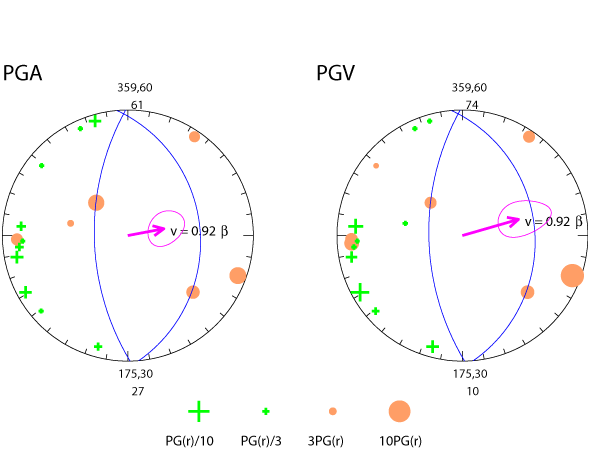 PGA
PGV
359,60
61
359,60
74
v = 0.92 β
v = 0.92 β
175,30
27
175,30
10
PG(r)/10
PG(r)/3
3PG(r)
10PG(r)